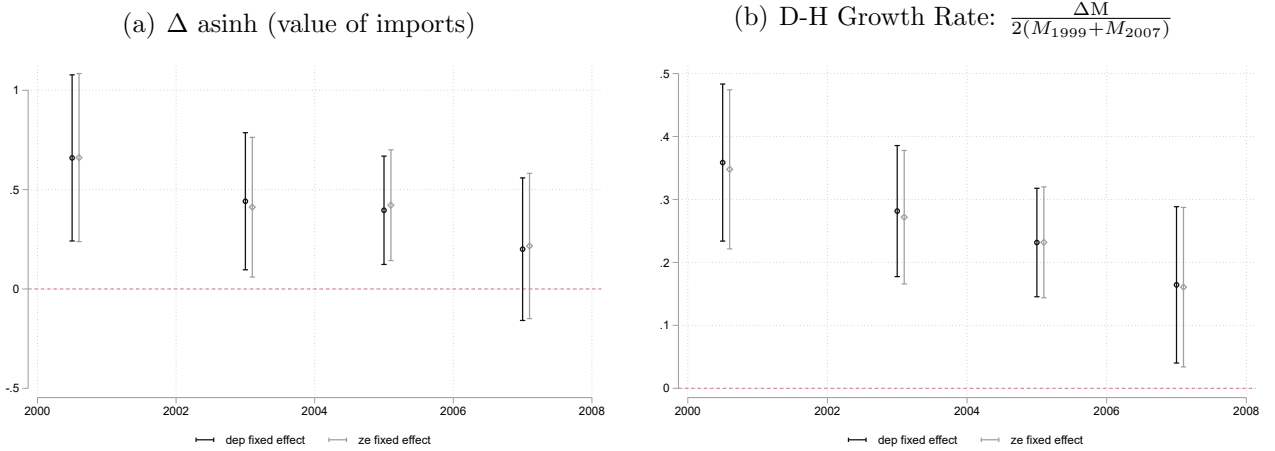 (a) Δ asinh (value of imports)
1
.5
0
-.5
2000 2002 2004 2006 2008
dep fixed effect ze fixed effect
(b) D-H Growth Rate: ΔM / 2(M1999+M2007)
.5
.4
.3
.2
.1
0
2000 2002 2004 2006 2008
dep fixed effect ze fixed effect